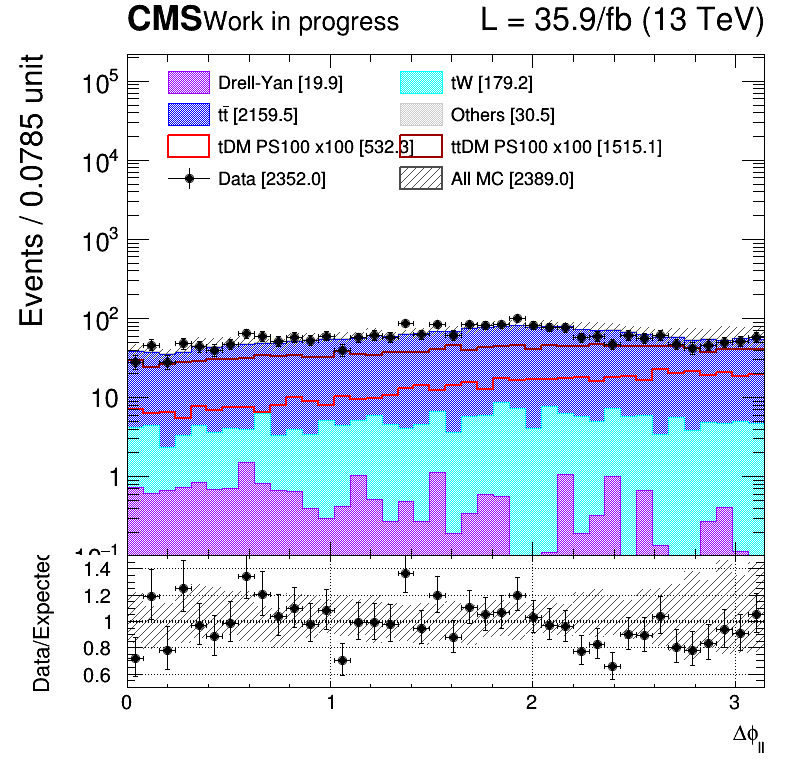 CMS Work in progress L = 35.9/fb (13 TeV)
Events / 0.0785 unit
10⁵
10⁴
10³
10²
10
1
10⁻¹
Drell-Yan [19.9] tW [179.2]
tt̄ [2159.5] Others [30.5]
tDM PS100 x100 [532.3] ttDM PS100 x100 [1515.1]
Data [2352.0] All MC [2389.0]
Data/Expected
1.4
1.2
1
0.8
0.6
0 1 2 3
Δϕ_ll